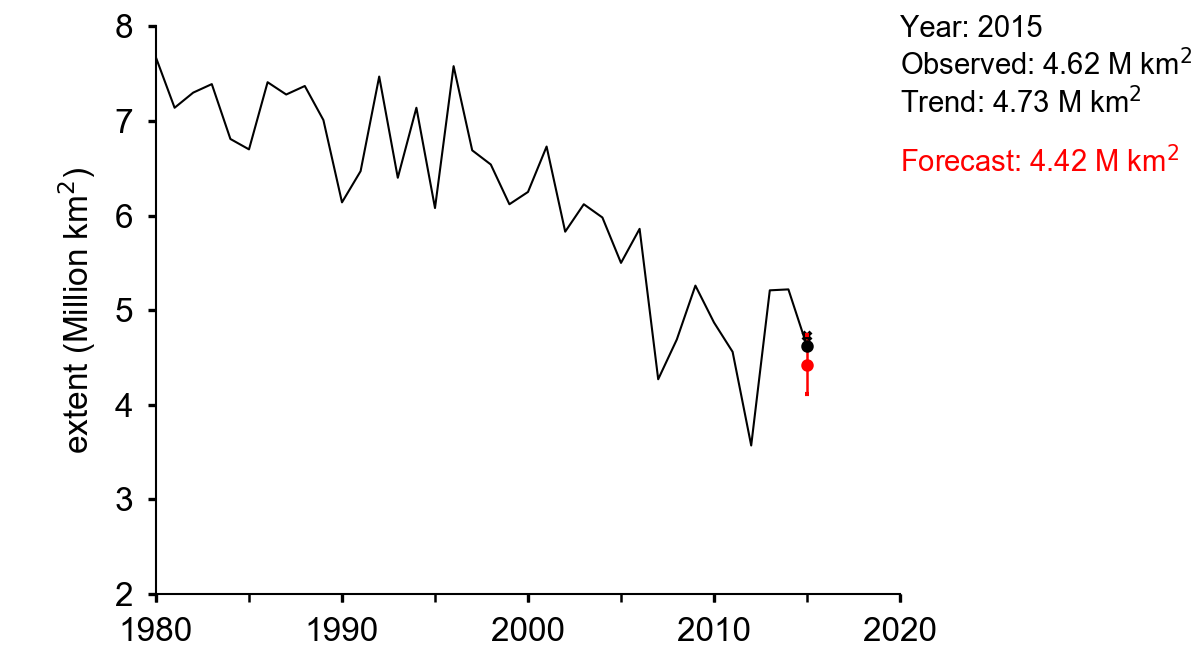 Year: 2015
Observed: 4.62 M km²
Trend: 4.73 M km²
Forecast: 4.42 M km²
extent (Million km²)
8
7
6
5
4
3
2
1980 1990 2000 2010 2020